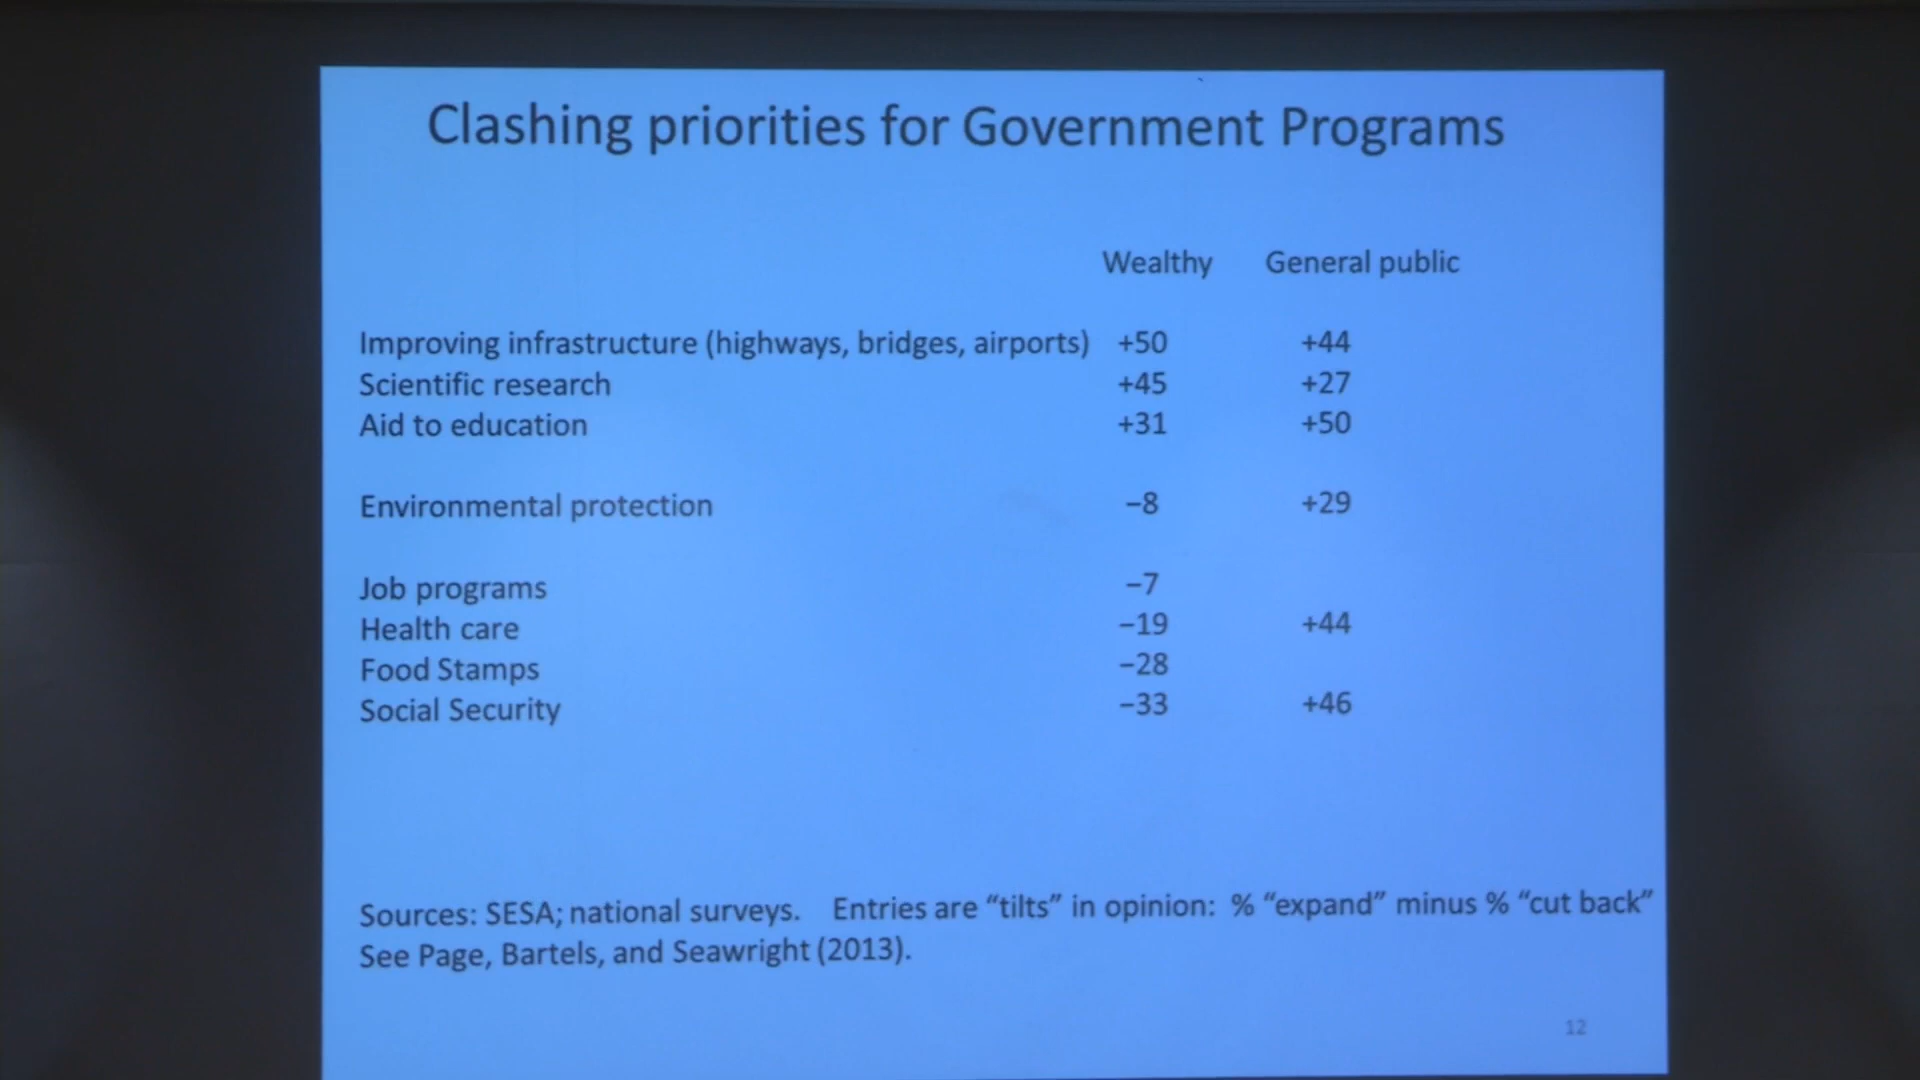 Clashing priorities for Government Programs
Wealthy General public
Improving infrastructure (highways, bridges, airports) +50 +44
Scientific research +45 +27
Aid to education +31 +50
Environmental protection −8 +29
Job programs −7
Health care −19 +44
Food Stamps −28
Social Security −33 +46
Sources: SESA; national surveys. Entries are “tilts” in opinion: % “expand” minus % “cut back”
See Page, Bartels, and Seawright (2013).
12